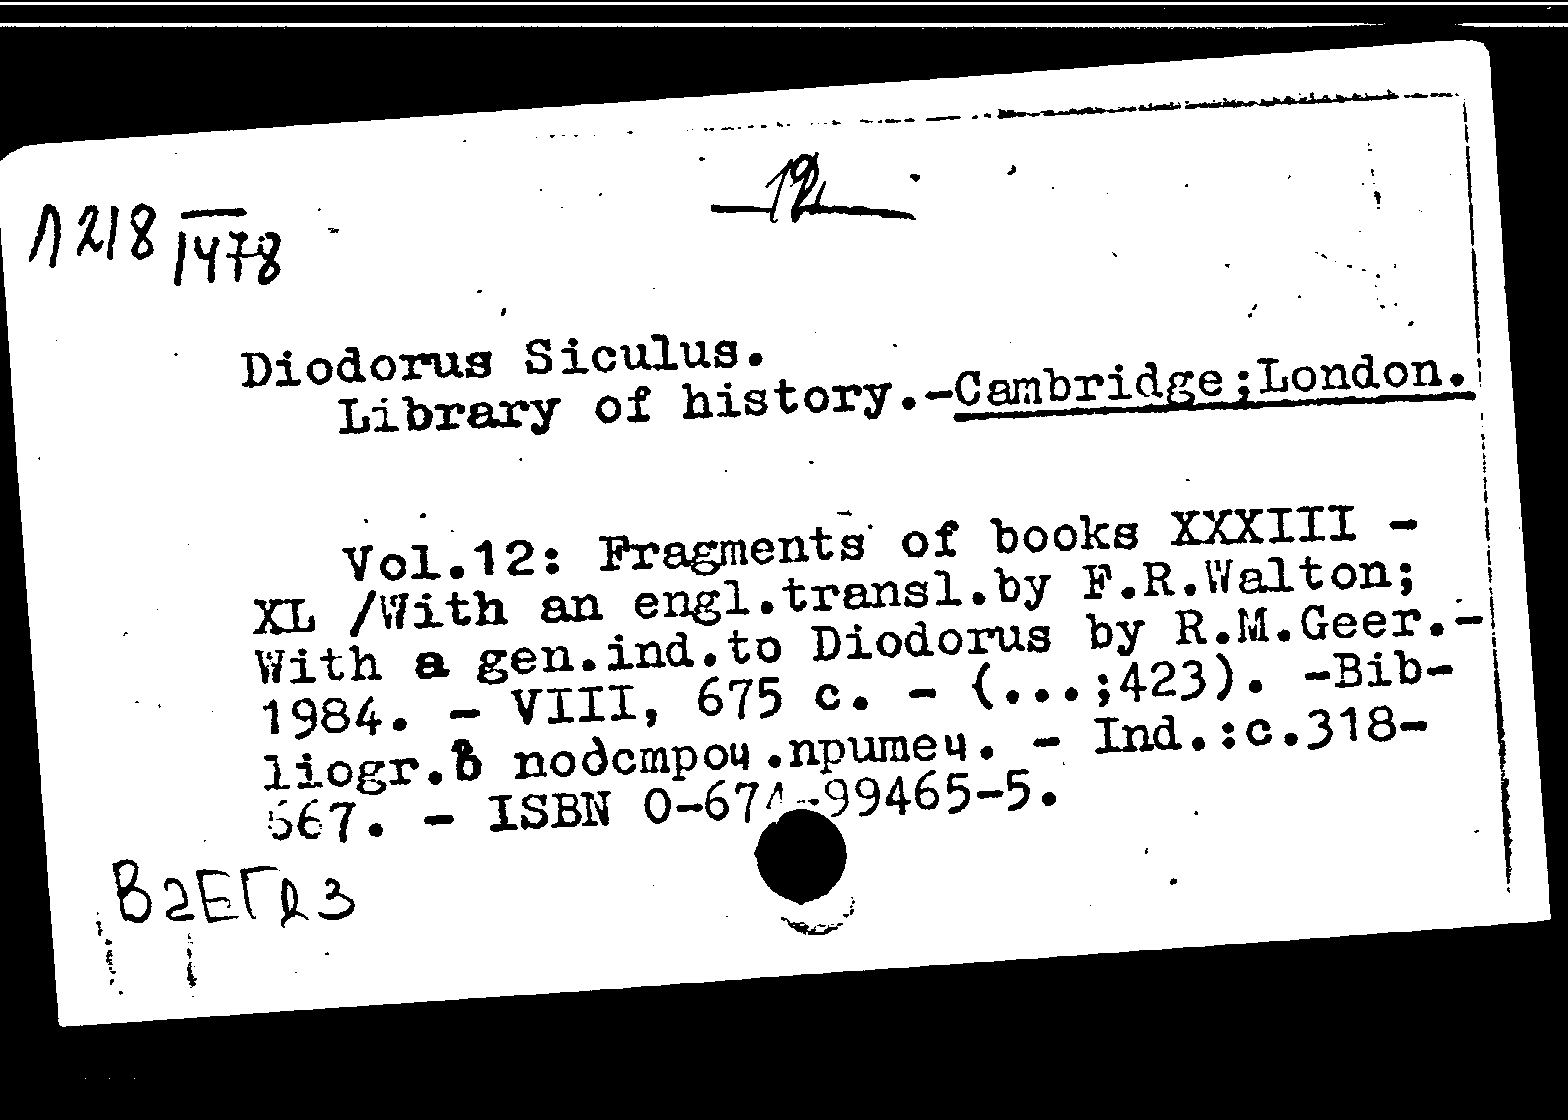 12
Л218 1478
Diodorus Siculus.
Library of history.-Cambridge;London.
Vol.12: Fragments of books XXXIII -
XL /With an engl.transl.by F.R.Walton;
With a gen.ind.to Diodorus by R.M.Geer.-
1984. - VIII, 675 c. - (...;423). -Bib-
liogr.в подстроч.примеч. - Ind.:c.318-
667. - ISBN 0-674-99465-5.